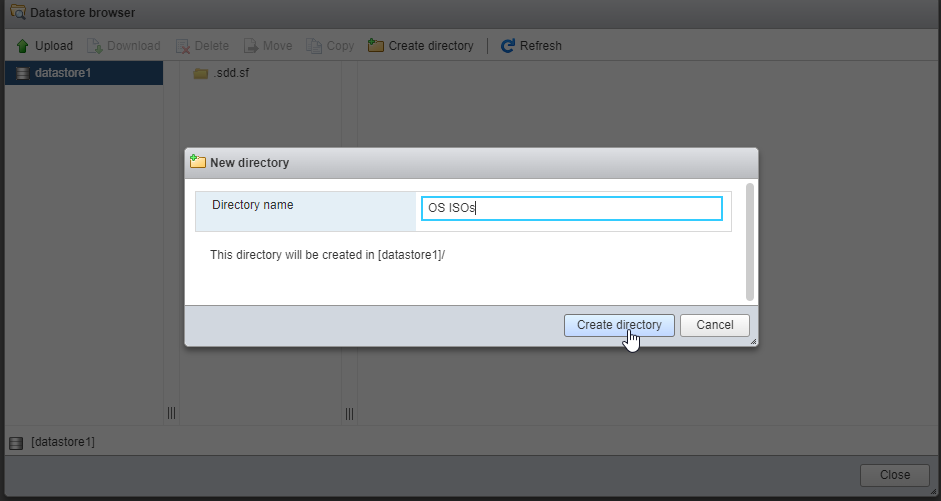 Datastore browser
Upload Download Delete Move Copy Create directory Refresh
datastore1 .sdd.sf
New directory
Directory name OS ISOs
This directory will be created in [datastore1]/
Create directory Cancel
[datastore1]
Close